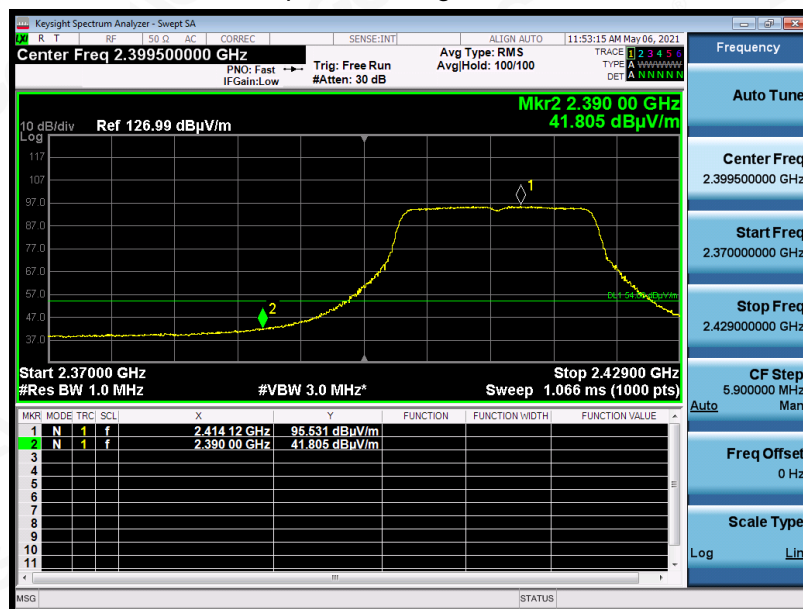 Keysight Spectrum Analyzer - Swept SA
LXI R T RF 50 Ω AC CORREC SENSE:INT ALIGN AUTO 11:53:15 AM May 06, 2021
Center Freq 2.399500000 GHz
PNO: Fast
IFGain:Low
Trig: Free Run
#Atten: 30 dB
Avg Type: RMS
Avg|Hold: 100/100
TRACE 1 2 3 4 5 6
TYPE A WWWWW
DET A N N N N N
Mkr2 2.390 00 GHz
41.805 dBµV/m
10 dB/div Ref 126.99 dBµV/m
Log
117
107
97.0
87.0
77.0
67.0
57.0
47.0
37.0
1
2
Start 2.37000 GHz Stop 2.42900 GHz
#Res BW 1.0 MHz #VBW 3.0 MHz* Sweep 1.066 ms (1000 pts)
MKR MODE TRC SCL X Y FUNCTION FUNCTION WIDTH FUNCTION VALUE
1 N 1 f 2.414 12 GHz 95.531 dBµV/m
2 N 1 f 2.390 00 GHz 41.805 dBµV/m
3
4
5
6
7
8
9
10
11
MSG STATUS
Frequency
Auto Tune
Center Freq
2.399500000 GHz
Start Freq
2.370000000 GHz
Stop Freq
2.429000000 GHz
CF Step
5.900000 MHz
Auto Man
Freq Offset
0 Hz
Scale Type
Log Lin